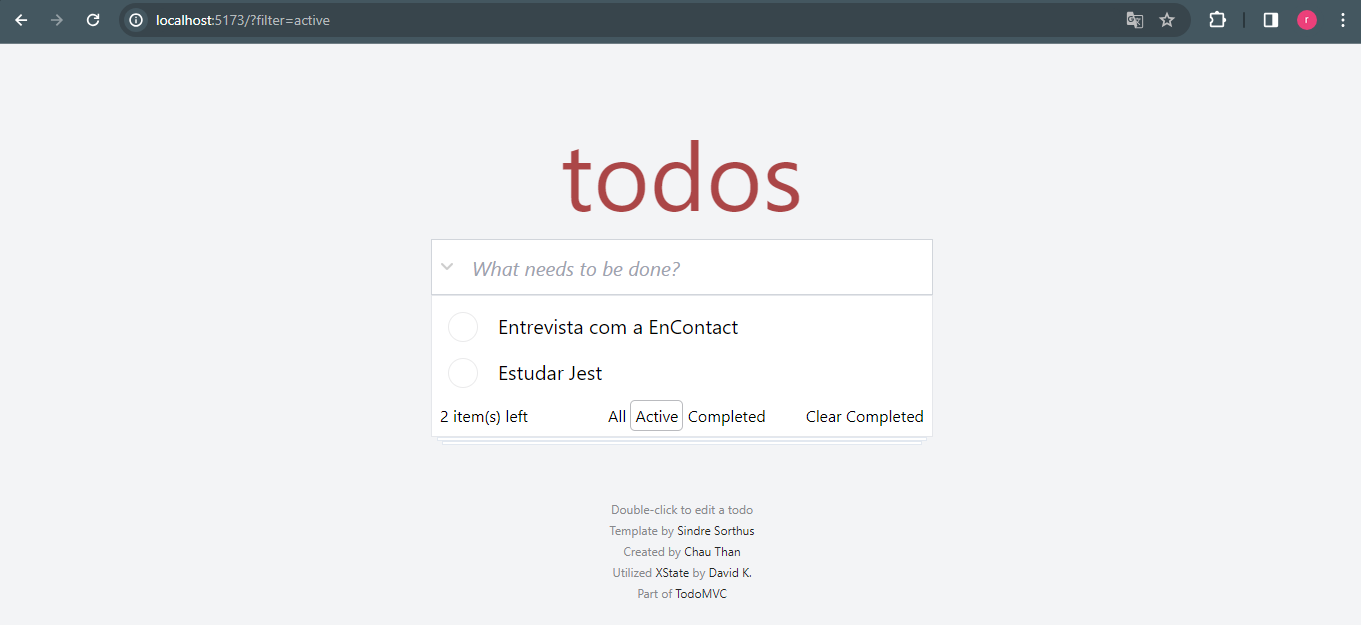 localhost:5173/?filter=active
r
todos
What needs to be done?
Entrevista com a EnContact
Estudar Jest
2 item(s) left All Active Completed Clear Completed
Double-click to edit a todo
Template by Sindre Sorthus
Created by Chau Than
Utilized XState by David K.
Part of TodoMVC